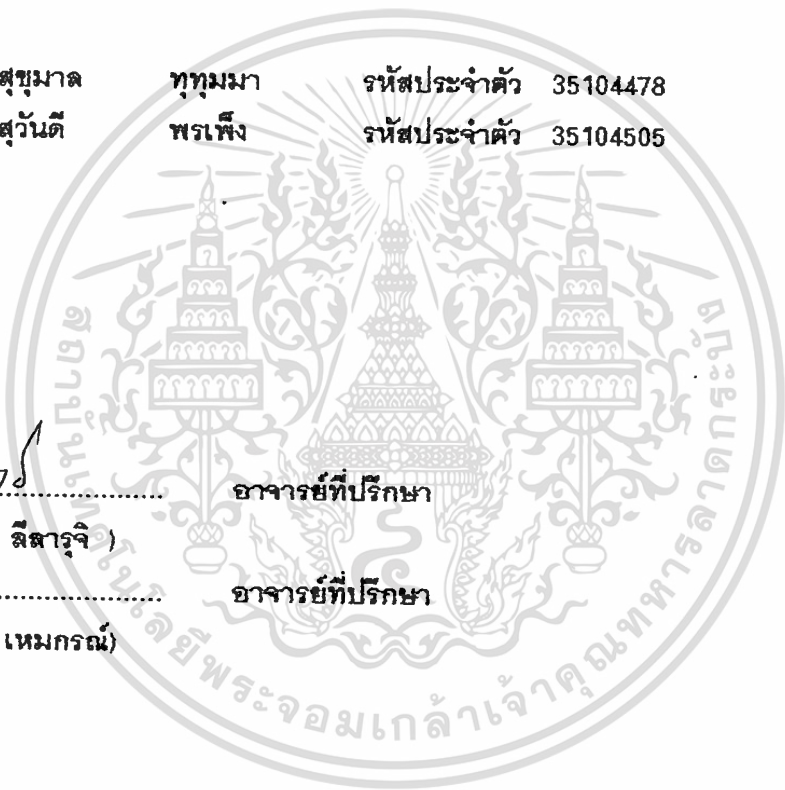 สุขุมาล ทุทุมมา รหัสประจำตัว 35104478
สุวันดี พรเพ็ง รหัสประจำตัว 35104505
อาจารย์ที่ปรึกษา
ลีลารุจิ )
อาจารย์ที่ปรึกษา
เหมกรณ์)
สถาบันเทคโนโลยีพระจอมเกล้าเจ้าคุณทหารลาดกระบัง